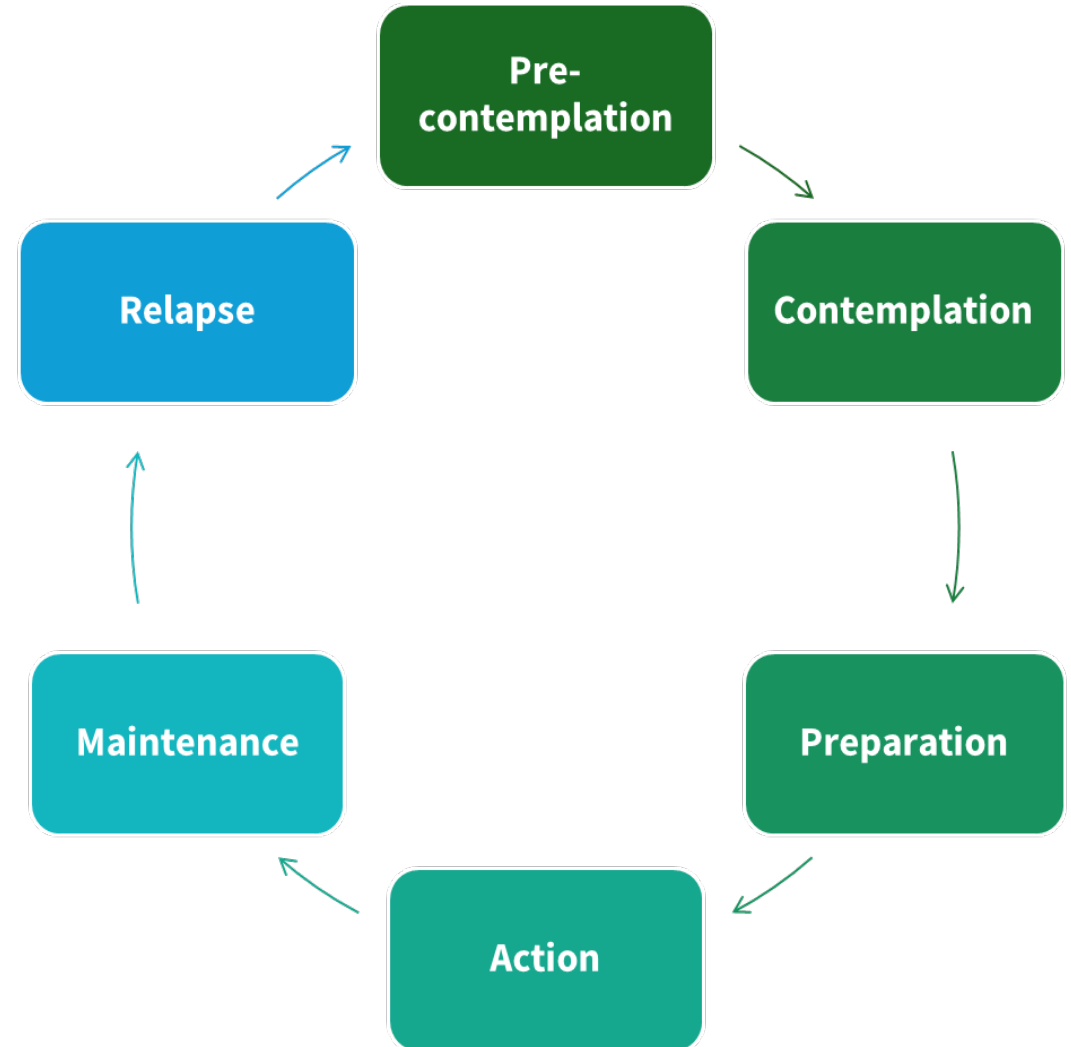 Pre-
contemplation
Contemplation
Preparation
Action
Maintenance
Relapse